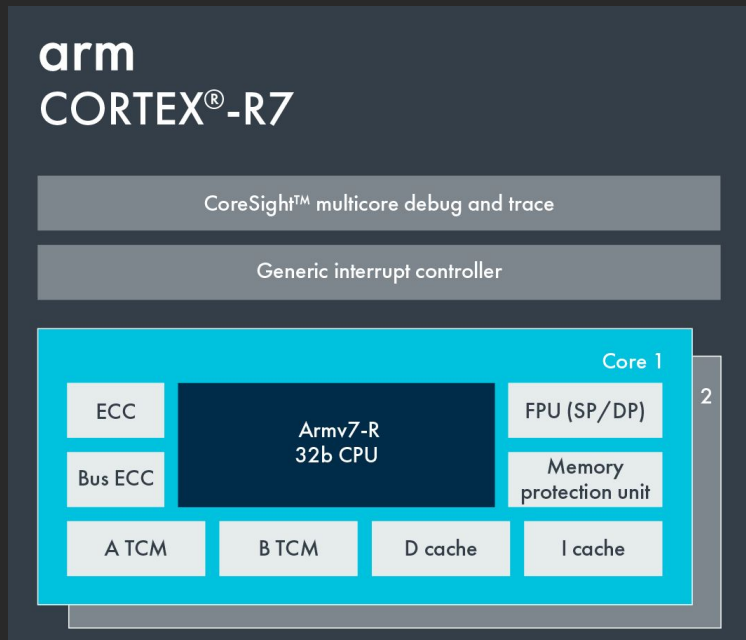 arm
CORTEX®-R7
CoreSight™ multicore debug and trace
Generic interrupt controller
Core 1
2
ECC
Armv7-R
32b CPU
FPU (SP/DP)
Bus ECC
Memory
protection unit
A TCM
B TCM
D cache
I cache